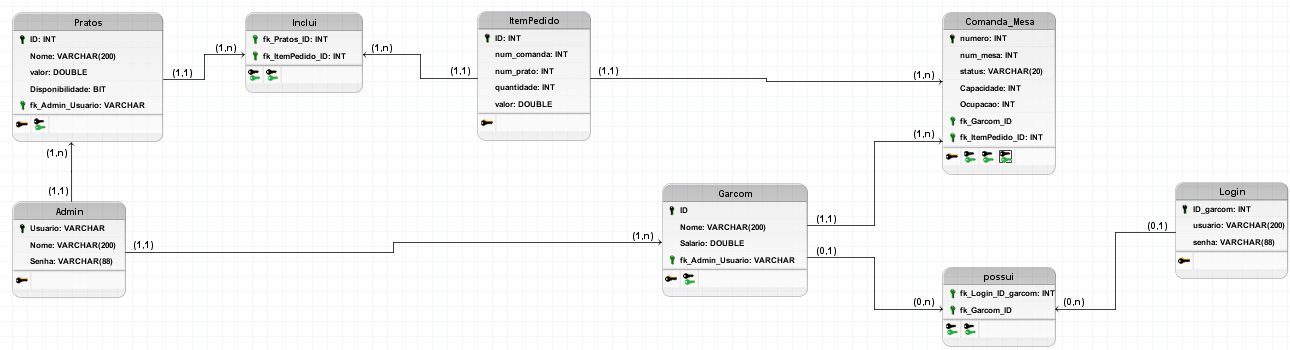 Pratos
ID: INT
Nome: VARCHAR(200)
valor: DOUBLE
Disponibilidade: BIT
fk_Admin_Usuario: VARCHAR
(1,1)
(1,n)
Inclui
fk_Pratos_ID: INT
fk_ItemPedido_ID: INT
(1,n)
(1,1)
ItemPedido
ID: INT
num_comanda: INT
num_prato: INT
quantidade: INT
valor: DOUBLE
(1,1)
(1,n)
Comanda_Mesa
numero: INT
num_mesa: INT
status: VARCHAR(20)
Capacidade: INT
Ocupacao: INT
fk_Garcom_ID
fk_ItemPedido_ID: INT
(1,n)
(1,n)
(1,1)
Admin
Usuario: VARCHAR
Nome: VARCHAR(200)
Senha: VARCHAR(88)
(1,1)
(1,n)
Garcom
ID
Nome: VARCHAR(200)
Salario: DOUBLE
fk_Admin_Usuario: VARCHAR
(1,1)
(0,1)
(0,n)
possui
fk_Login_ID_garcom: INT
fk_Garcom_ID
(0,n)
(0,1)
Login
ID_garcom: INT
usuario: VARCHAR(200)
senha: VARCHAR(88)